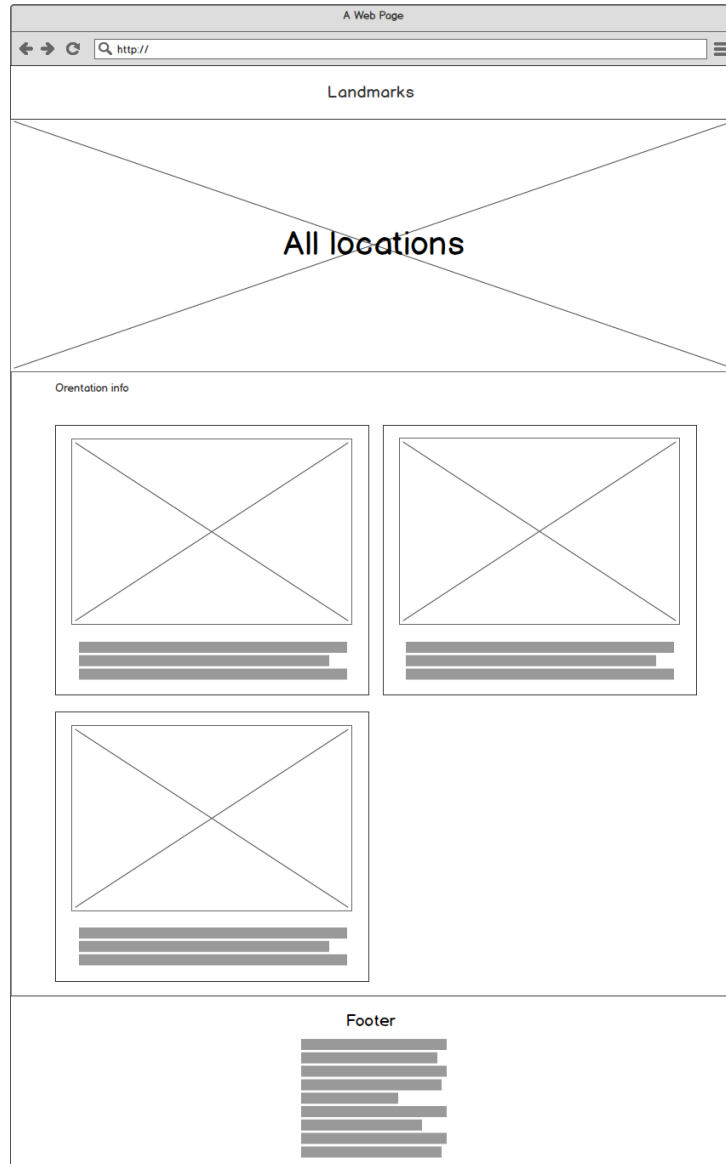 A Web Page
http://
Landmarks
All locations
Orentation info
Footer